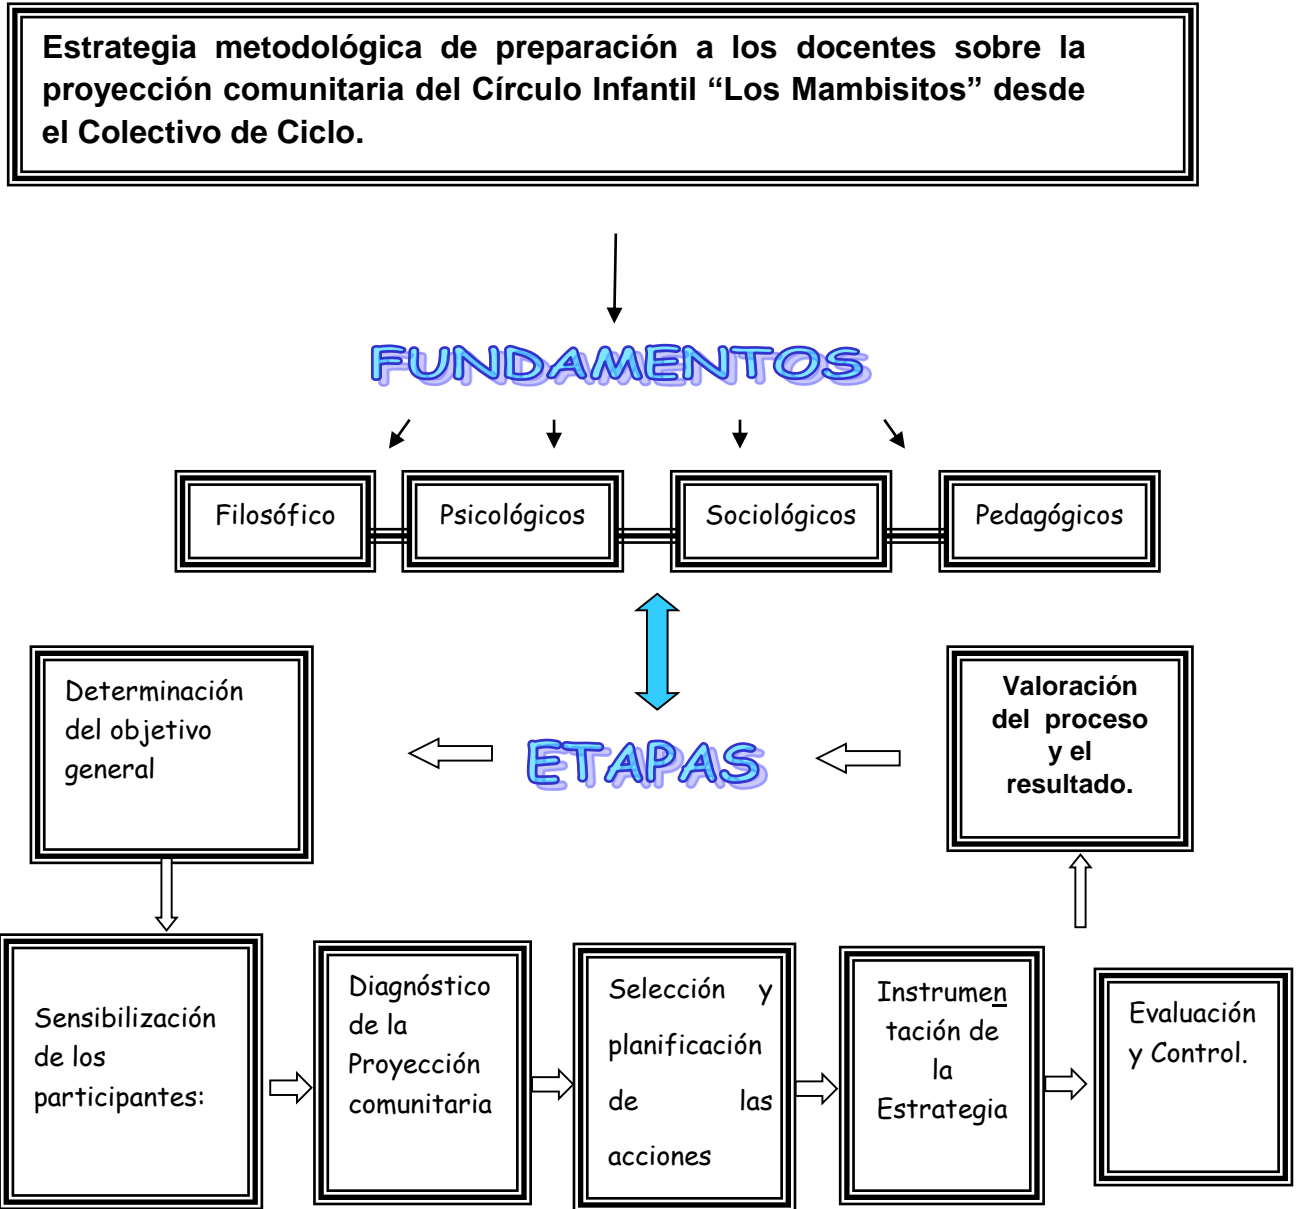 Estrategia metodológica de preparación a los docentes sobre la
proyección comunitaria del Círculo Infantil “Los Mambisitos” desde
el Colectivo de Ciclo.
FUNDAMENTOS
Filosófico
Psicológicos
Sociológicos
Pedagógicos
Determinación
del objetivo
general
ETAPAS
Valoración
del proceso
y el
resultado.
Sensibilización
de los
participantes:
Diagnóstico
de la
Proyección
comunitaria
Selección y
planificación
de las
acciones
Instrumen
tación de
la
Estrategia
Evaluación
y Control.